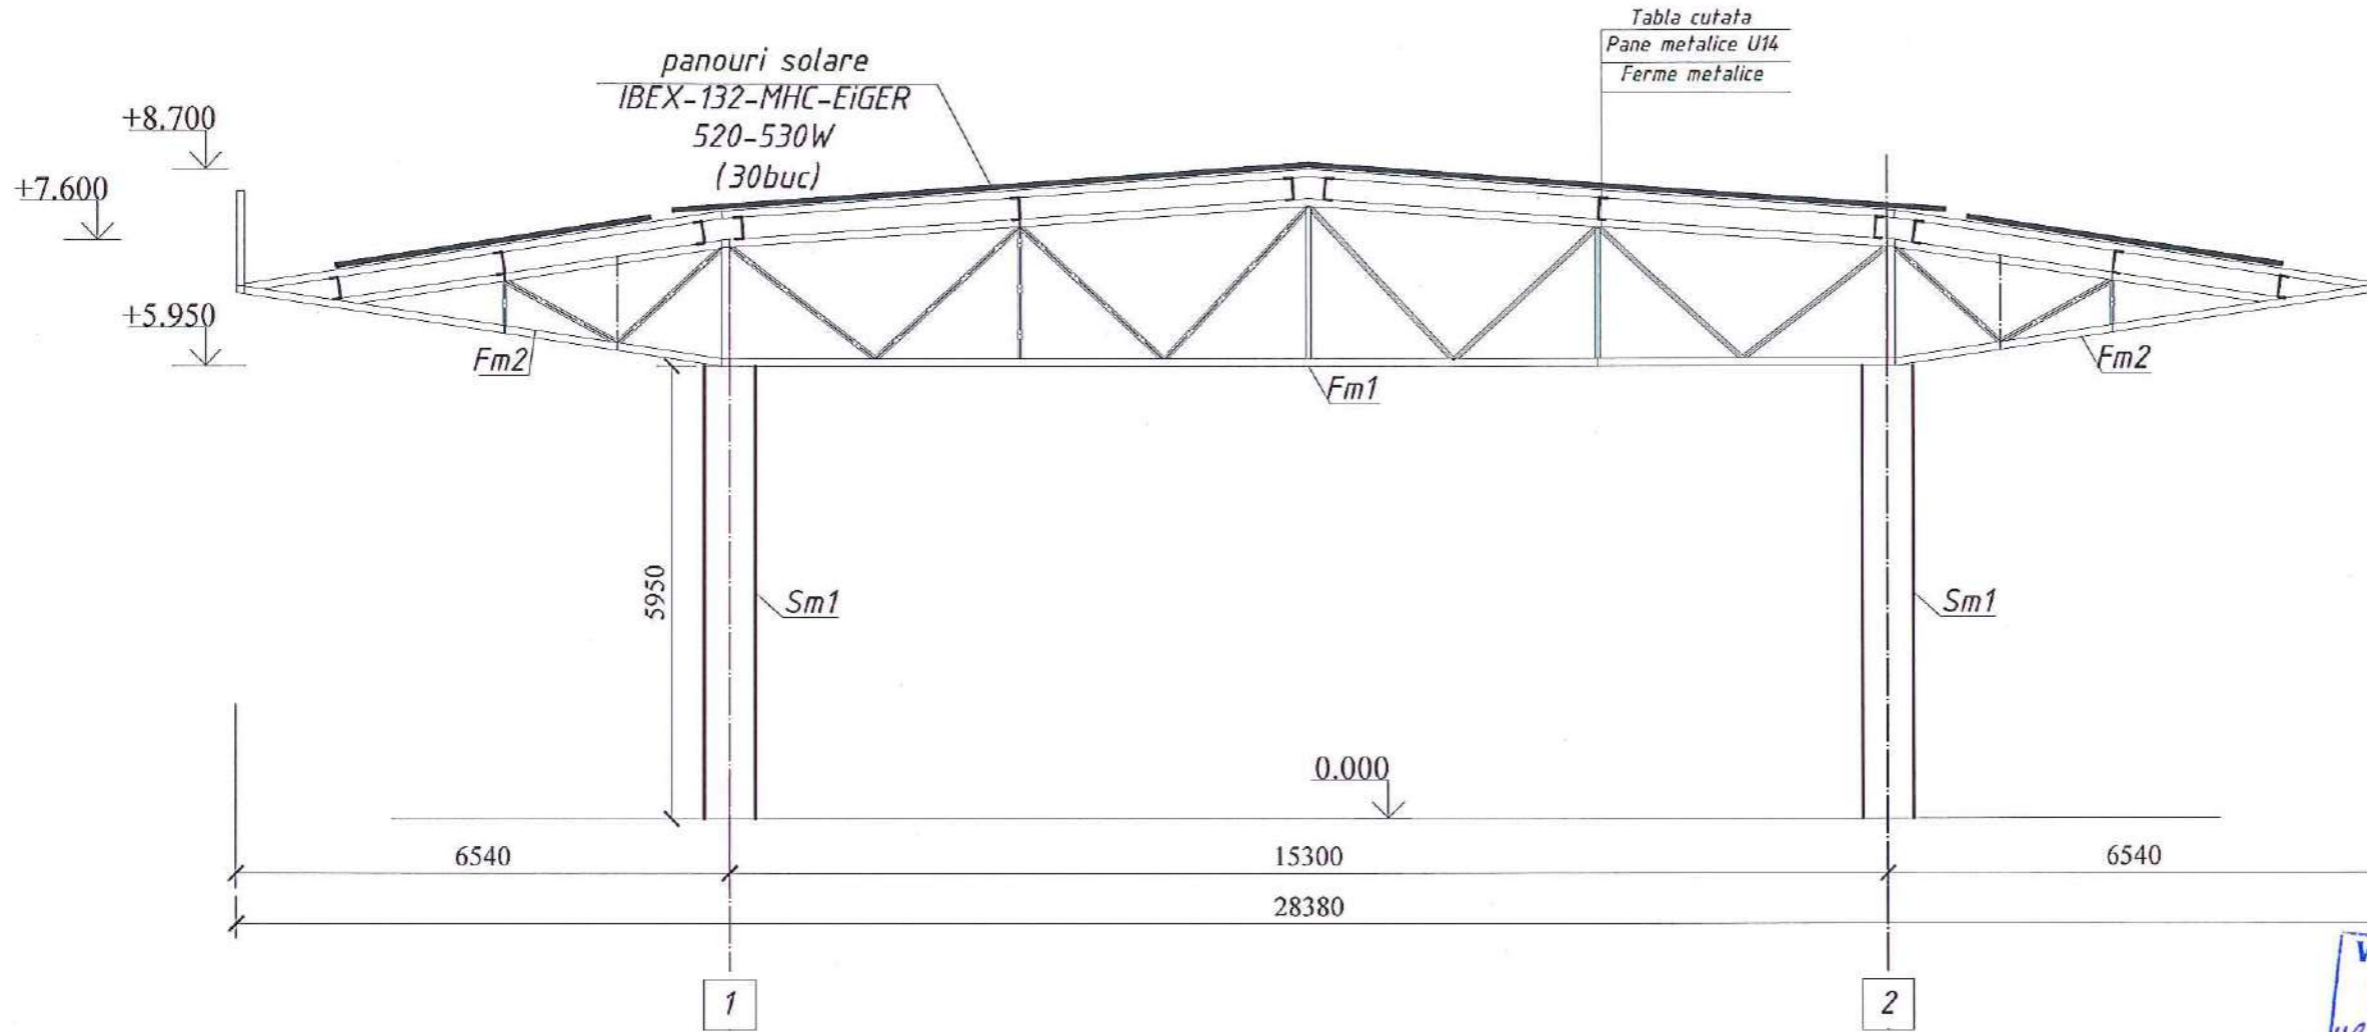 Tabla cutata
Pane metalice U14
Ferme metalice
panouri solare
IBEX-132-MHC-EiGER
520-530W
(30buc)
+8.700
+7.600
+5.950
Fm2
Fm1
Fm2
5950
Sm1
Sm1
0.000
6540
15300
6540
28380
1
2